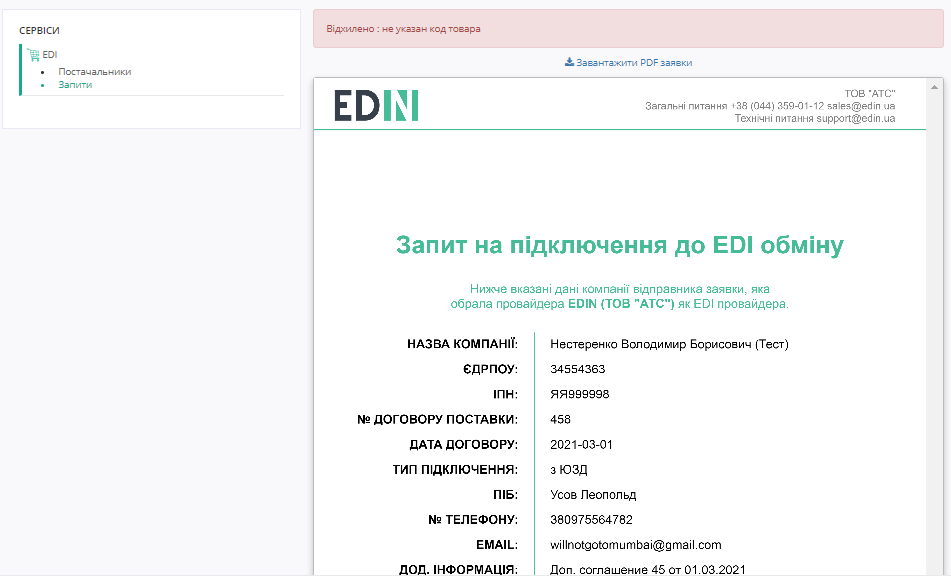 СЕРВІСИ
EDI
Постачальники
Запити
Відхилено : не указан код товара
Завантажити PDF заявки
EDIN
ТОВ "АТС"
Загальні питання +38 (044) 359-01-12 sales@edin.ua
Технічні питання support@edin.ua
Запит на підключення до EDI обміну
Нижче вказані дані компанії відправника заявки, яка
обрала провайдера EDIN (ТОВ "АТС") як EDI провайдера.
НАЗВА КОМПАНІЇ: Нестеренко Володимир Борисович (Тест)
ЄДРПОУ: 34554363
ІПН: ЯЯ999998
№ ДОГОВОРУ ПОСТАВКИ: 458
ДАТА ДОГОВОРУ: 2021-03-01
ТИП ПІДКЛЮЧЕННЯ: з ЮЗД
ПІБ: Усов Леопольд
№ ТЕЛЕФОНУ: 380975564782
EMAIL: willnotgotomumbai@gmail.com
ДОД. ІНФОРМАЦІЯ: Доп. соглашение 45 от 01.03.2021